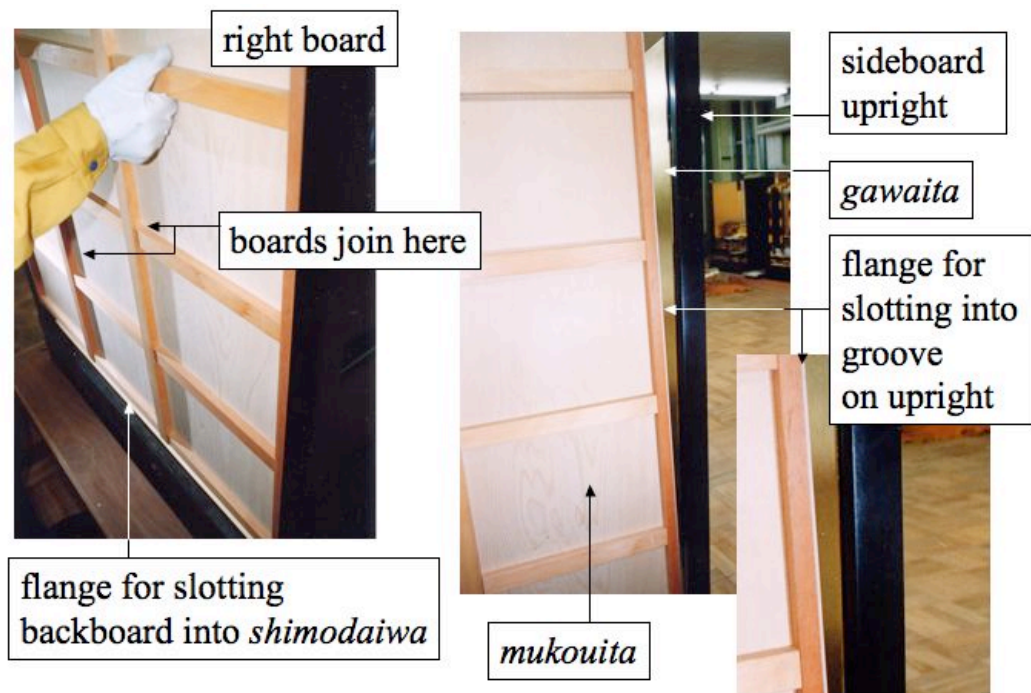 right board
boards join here
flange for slotting
backboard into shimodaiwa
sideboard
upright
gawaita
flange for
slotting into
groove
on upright
mukouita